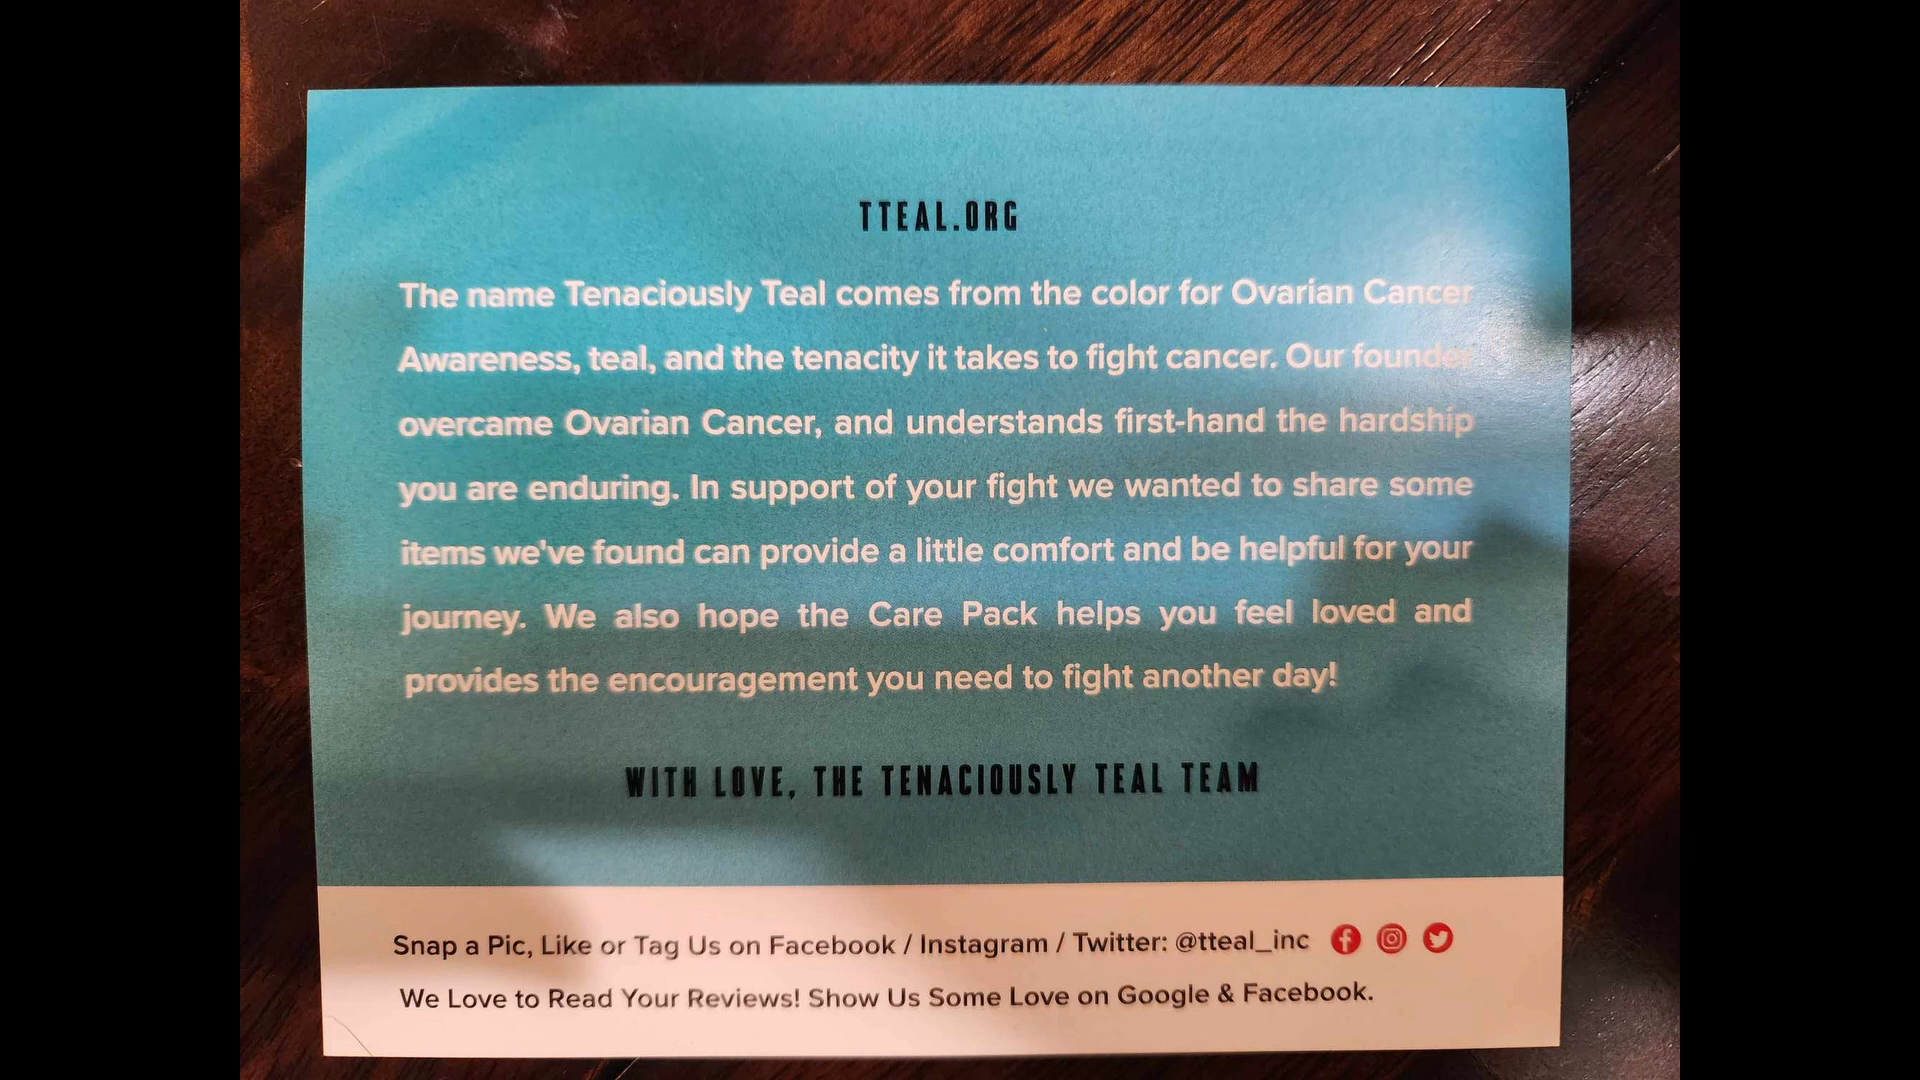 TTEAL.ORG
The name Tenaciously Teal comes from the color for Ovarian Cancer
Awareness, teal, and the tenacity it takes to fight cancer. Our founder
overcame Ovarian Cancer, and understands first-hand the hardship
you are enduring. In support of your fight we wanted to share some
items we've found can provide a little comfort and be helpful for your
journey. We also hope the Care Pack helps you feel loved and
provides the encouragement you need to fight another day!
WITH LOVE, THE TENACIOUSLY TEAL TEAM
Snap a Pic, Like or Tag Us on Facebook / Instagram / Twitter: @tteal_inc
We Love to Read Your Reviews! Show Us Some Love on Google & Facebook.